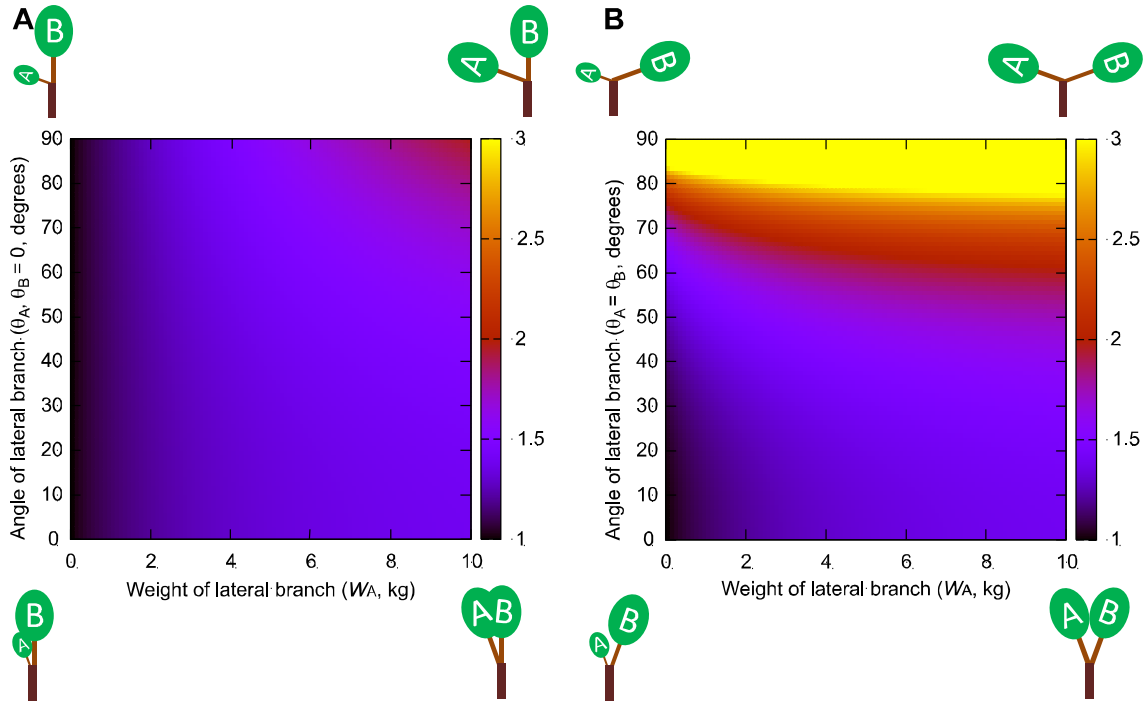 A
B
A
A
B
B
A
B
A
B
90
80
70
60
50
40
30
20
10
0
Angle of lateral branch (θA, θB = 0, degrees)
0.
2.
4.
6.
8.
10.
Weight of lateral branch (WA, kg)
3
2.5
2
1.5
1
90
80
70
60
50
40
30
20
10
0
Angle of lateral branch (θA = θB, degrees)
0.
2.
4.
6.
8.
10.
Weight of lateral branch (WA, kg)
3
2.5
2
1.5
1
B
A
A B
A
B
A
B